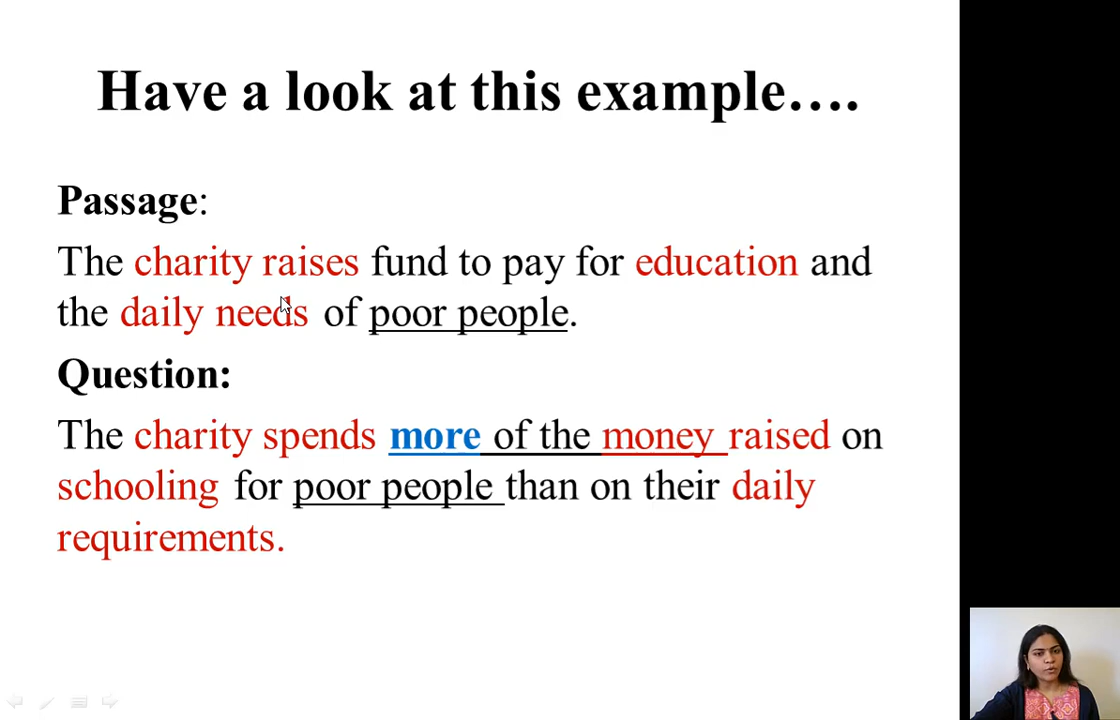 Have a look at this example….
Passage:
The charity raises fund to pay for education and
the daily needs of poor people.
Question:
The charity spends more of the money raised on
schooling for poor people than on their daily
requirements.